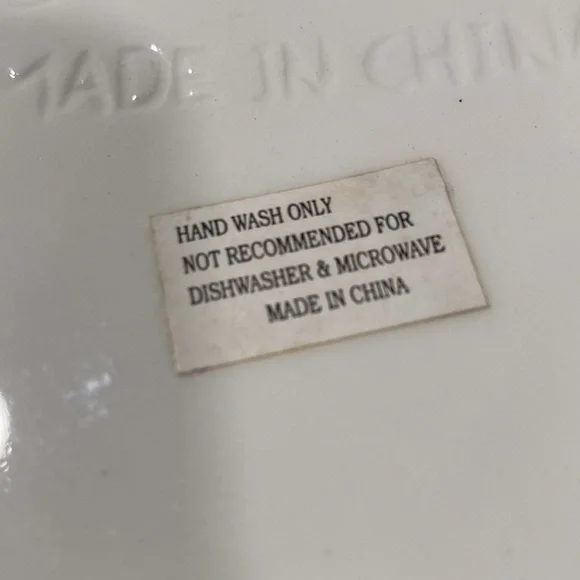 MADE IN CHINA
HAND WASH ONLY
NOT RECOMMENDED FOR
DISHWASHER & MICROWAVE
MADE IN CHINA